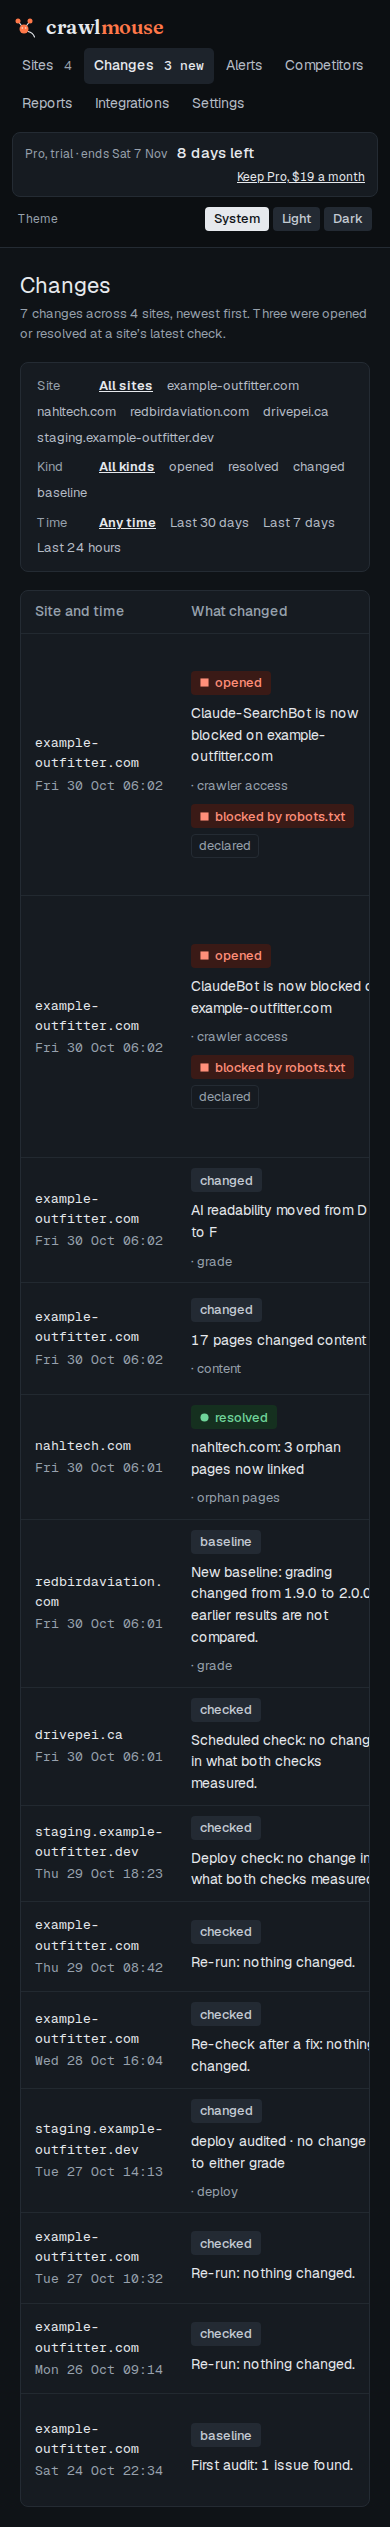 crawlmouse
Sites 4 Changes 3 new Alerts Competitors
Reports Integrations Settings
Pro, trial · ends Sat 7 Nov 8 days left
Keep Pro, $19 a month
Theme System Light Dark
Changes
7 changes across 4 sites, newest first. Three were opened
or resolved at a site's latest check.
Site All sites example-outfitter.com
nahltech.com redbirdaviation.com drivepei.ca
staging.example-outfitter.dev
Kind All kinds opened resolved changed
baseline
Time Any time Last 30 days Last 7 days
Last 24 hours
Site and time What changed
example-
outfitter.com
Fri 30 Oct 06:02
opened
Claude-SearchBot is now
blocked on example-
outfitter.com
· crawler access
blocked by robots.txt
declared
example-
outfitter.com
Fri 30 Oct 06:02
opened
ClaudeBot is now blocked
example-outfitter.com
· crawler access
blocked by robots.txt
declared
example-
outfitter.com
Fri 30 Oct 06:02
changed
AI readability moved from D
to F
· grade
example-
outfitter.com
Fri 30 Oct 06:02
changed
17 pages changed content
· content
nahltech.com
Fri 30 Oct 06:01
resolved
nahltech.com: 3 orphan
pages now linked
· orphan pages
redbirdaviation.
com
Fri 30 Oct 06:01
baseline
New baseline: grading
changed from 1.9.0 to 2.0.0
earlier results are not
compared.
· grade
drivepei.ca
Fri 30 Oct 06:01
checked
Scheduled check: no chang
in what both checks
measured.
staging.example-
outfitter.dev
Thu 29 Oct 18:23
checked
Deploy check: no change in
what both checks measured
example-
outfitter.com
Thu 29 Oct 08:42
checked
Re-run: nothing changed.
example-
outfitter.com
Wed 28 Oct 16:04
checked
Re-check after a fix: nothing
changed.
staging.example-
outfitter.dev
Tue 27 Oct 14:13
changed
deploy audited · no change
to either grade
· deploy
example-
outfitter.com
Tue 27 Oct 10:32
checked
Re-run: nothing changed.
example-
outfitter.com
Mon 26 Oct 09:14
checked
Re-run: nothing changed.
example-
outfitter.com
Sat 24 Oct 22:34
baseline
First audit: 1 issue found.